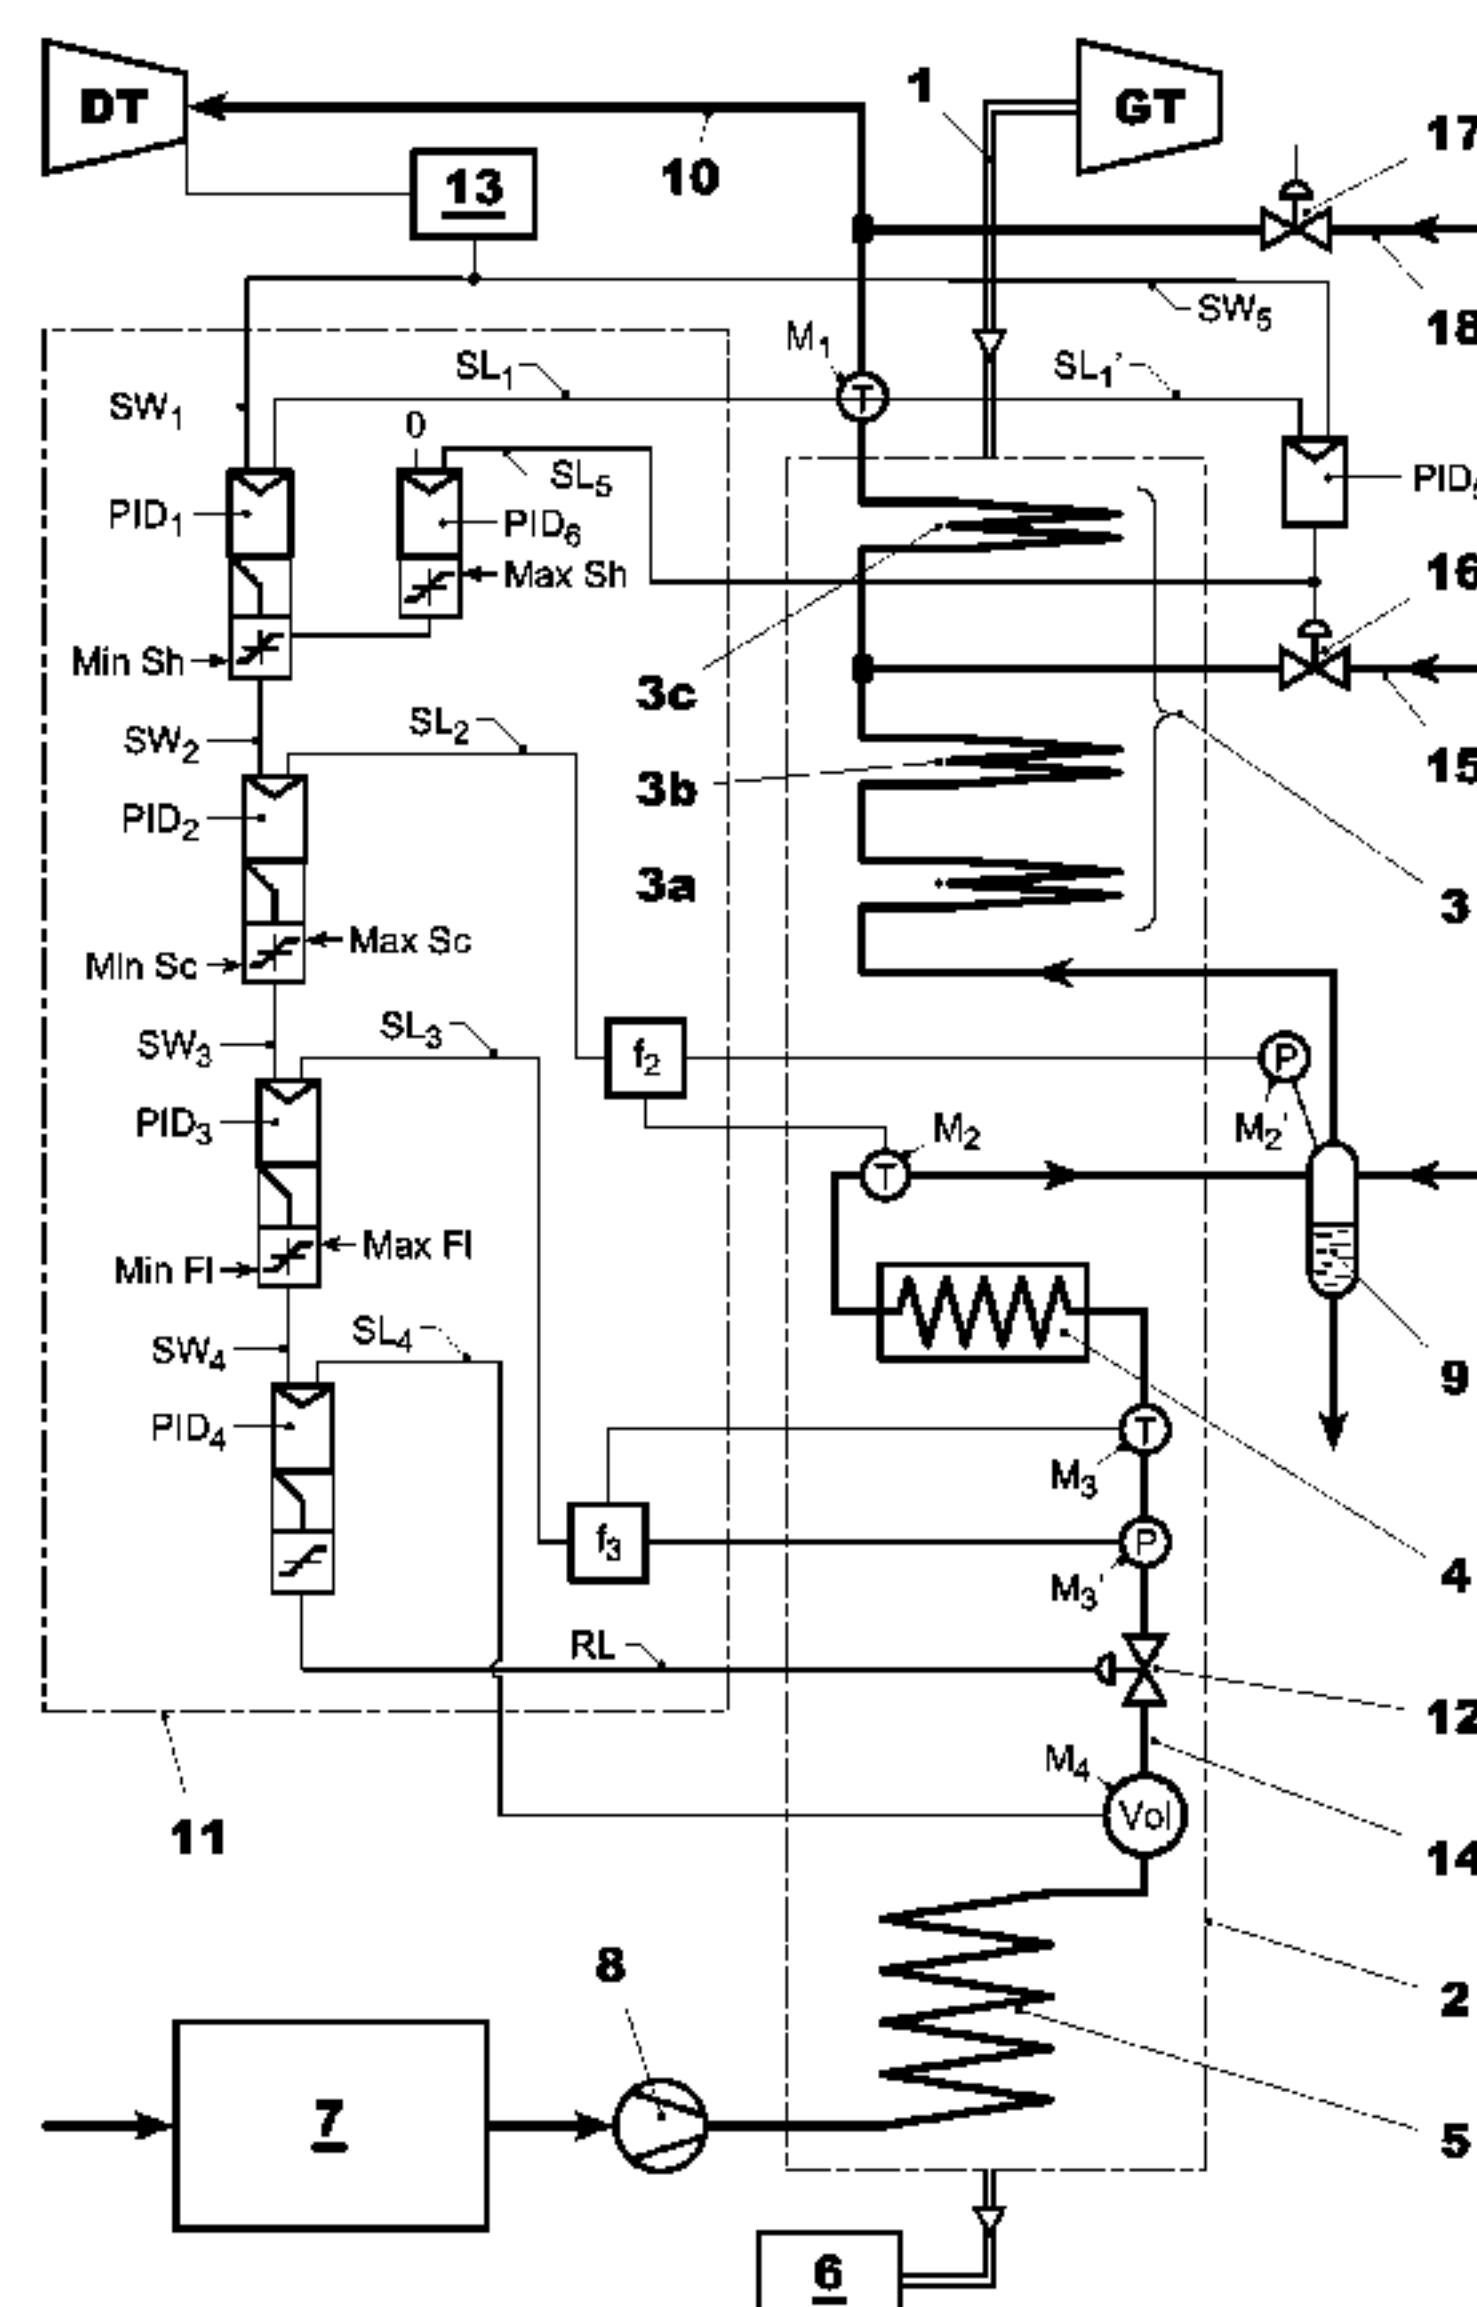 DT
1
GT
17
10
13
18
SW5
M1
SL1
SL1'
SW1
0
SL5
PID1
PID6
PID5
Max Sh
16
Min Sh
3c
SL2
SW2
15
3b
PID2
3a
3
Max Sc
Min Sc
SL3
SW3
f2
P
M2
M2'
PID3
T
Max Fl
Min Fl
SL4
SW4
9
PID4
T
M3
f3
P
4
M3'
RL
12
M4
Vol
14
11
8
2
7
5
6
T